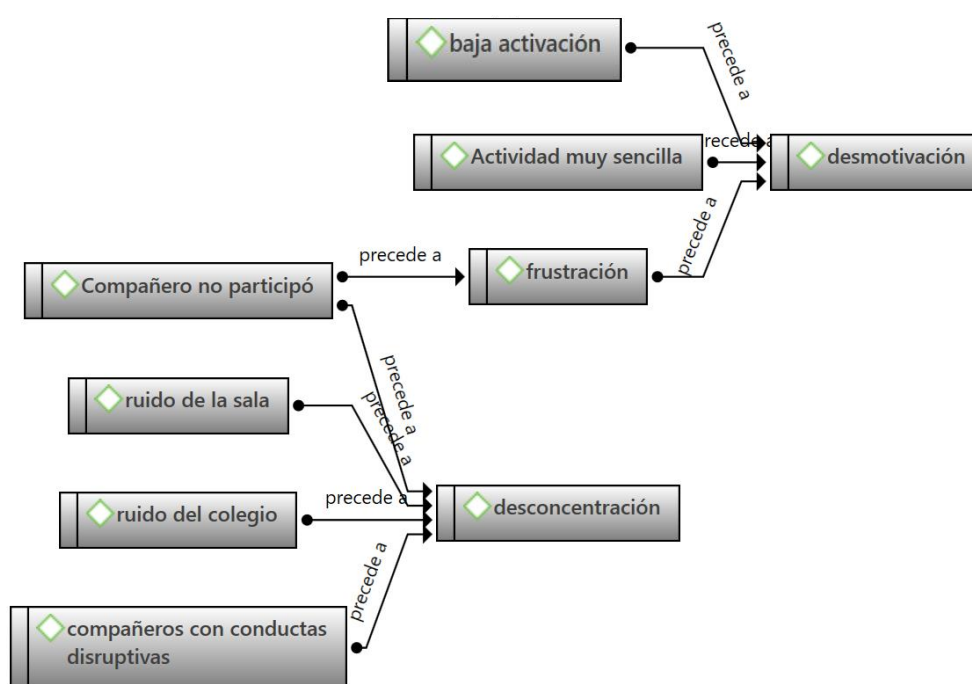 baja activación
precede a
Actividad muy sencilla
recede a
desmotivación
Compañero no participó
precede a
frustración
precede a
precede a
ruido de la sala
precede a
ruido del colegio
precede a
desconcentración
precede a
compañeros con conductas
disruptivas